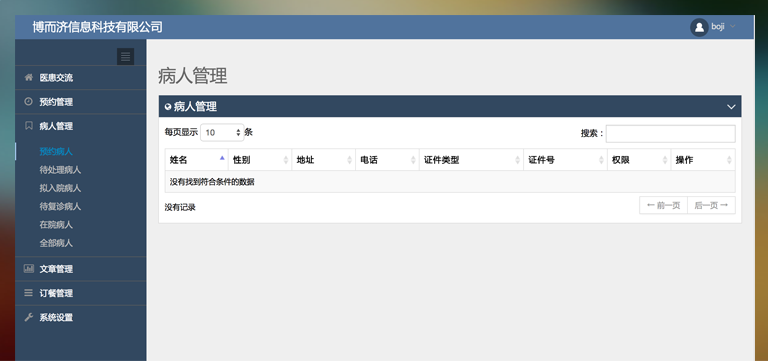 博而济信息科技有限公司
boji
医患交流
预约管理
病人管理
预约病人
待处理病人
拟入院病人
待复诊病人
在院病人
全部病人
文章管理
订餐管理
系统设置
病人管理
病人管理
每页显示 10 条
搜索：
姓名 性别 地址 电话 证件类型 证件号 权限 操作
没有找到符合条件的数据
没有记录
← 前一页 后一页 →